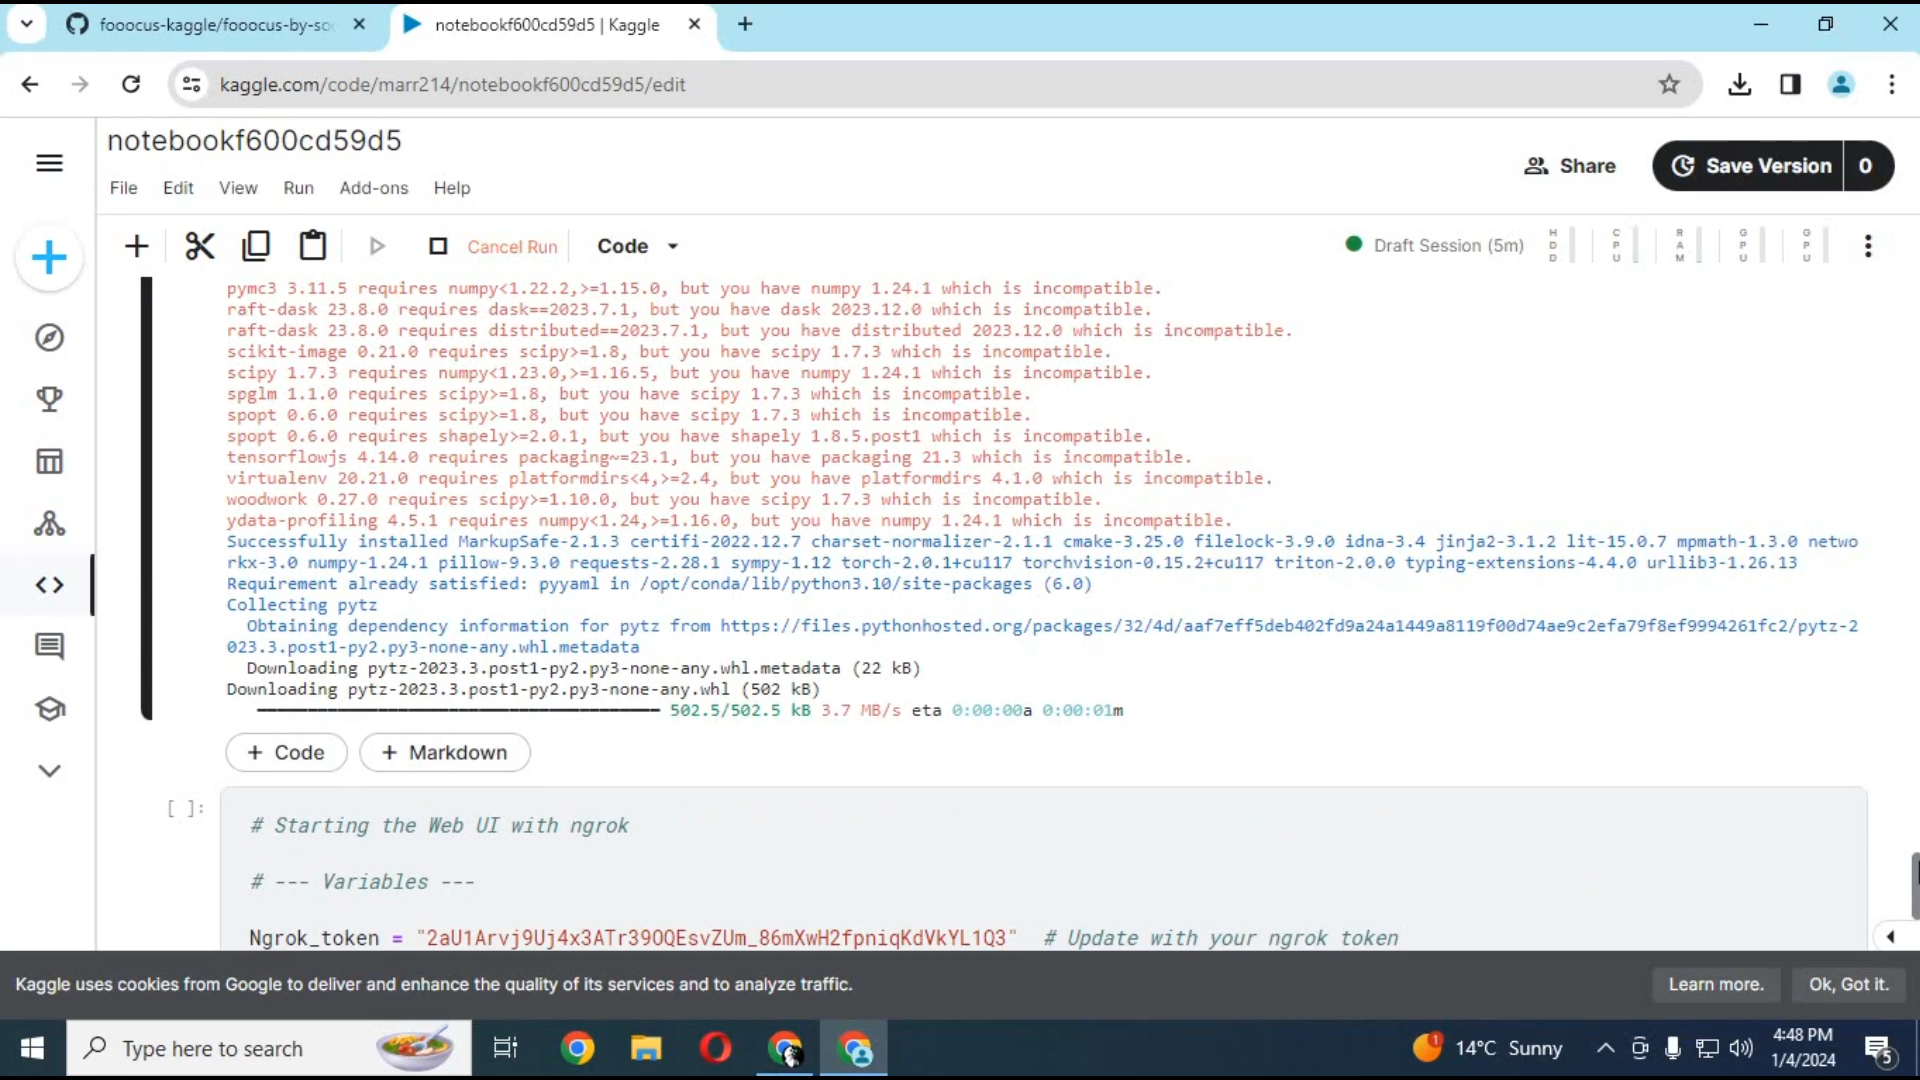 fooocus-kaggle/fooocus-by-so
notebookf600cd59d5 | Kaggle
kaggle.com/code/marr214/notebookf600cd59d5/edit
notebookf600cd59d5
File Edit View Run Add-ons Help
Share
Save Version 0
Cancel Run
Code
Draft Session (5m)
HDD
CPU
RAM
GPU
GPU
pymc3 3.11.5 requires numpy<1.22.2,>=1.15.0, but you have numpy 1.24.1 which is incompatible.
raft-dask 23.8.0 requires dask==2023.7.1, but you have dask 2023.12.0 which is incompatible.
raft-dask 23.8.0 requires distributed==2023.7.1, but you have distributed 2023.12.0 which is incompatible.
scikit-image 0.21.0 requires scipy>=1.8, but you have scipy 1.7.3 which is incompatible.
scipy 1.7.3 requires numpy<1.23.0,>=1.16.5, but you have numpy 1.24.1 which is incompatible.
spglm 1.1.0 requires scipy>=1.8, but you have scipy 1.7.3 which is incompatible.
spopt 0.6.0 requires scipy>=1.8, but you have scipy 1.7.3 which is incompatible.
spopt 0.6.0 requires shapely>=2.0.1, but you have shapely 1.8.5.post1 which is incompatible.
tensorflowjs 4.14.0 requires packaging~=23.1, but you have packaging 21.3 which is incompatible.
virtualenv 20.21.0 requires platformdirs<4,>=2.4, but you have platformdirs 4.1.0 which is incompatible.
woodwork 0.27.0 requires scipy>=1.10.0, but you have scipy 1.7.3 which is incompatible.
ydata-profiling 4.5.1 requires numpy<1.24,>=1.16.0, but you have numpy 1.24.1 which is incompatible.
Successfully installed MarkupSafe-2.1.3 certifi-2022.12.7 charset-normalizer-2.1.1 cmake-3.25.0 filelock-3.9.0 idna-3.4 jinja2-3.1.2 lit-15.0.7 mpmath-1.3.0 netwo
rkx-3.0 numpy-1.24.1 pillow-9.3.0 requests-2.28.1 sympy-1.12 torch-2.0.1+cu117 torchvision-0.15.2+cu117 triton-2.0.0 typing-extensions-4.4.0 urllib3-1.26.13
Requirement already satisfied: pyyaml in /opt/conda/lib/python3.10/site-packages (6.0)
Collecting pytz
Obtaining dependency information for pytz from https://files.pythonhosted.org/packages/32/4d/aaf7eff5deb402fd9a24a1449a8119f00d74ae9c2efa79f8ef9994261fc2/pytz-2
023.3.post1-py2.py3-none-any.whl.metadata
Downloading pytz-2023.3.post1-py2.py3-none-any.whl.metadata (22 kB)
Downloading pytz-2023.3.post1-py2.py3-none-any.whl (502 kB)
502.5/502.5 kB 3.7 MB/s eta 0:00:00a 0:00:01m
+ Code + Markdown
[ ]:
# Starting the Web UI with ngrok
# --- Variables ---
Ngrok_token = "2aU1Arvj9Uj4x3ATr39OQEsvZUm_86mXwH2fpniqKdVkYL1Q3" # Update with your ngrok token
Kaggle uses cookies from Google to deliver and enhance the quality of its services and to analyze traffic.
Learn more.
Ok, Got it.
Type here to search
1
14°C Sunny
4:48 PM
1/4/2024
5